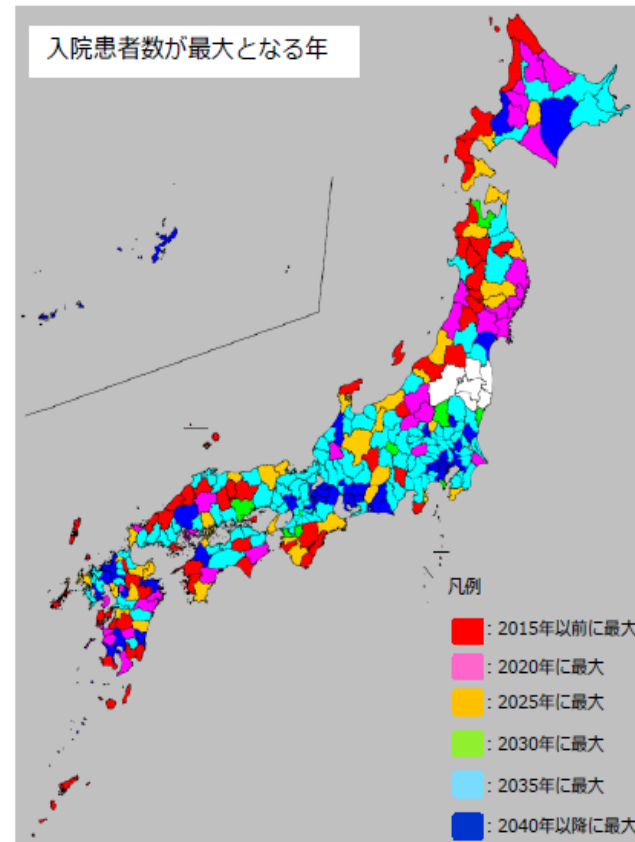 入院患者数が最大となる年
凡例
：2015年以前に最大
：2020年に最大
：2025年に最大
：2030年に最大
：2035年に最大
：2040年以降に最大